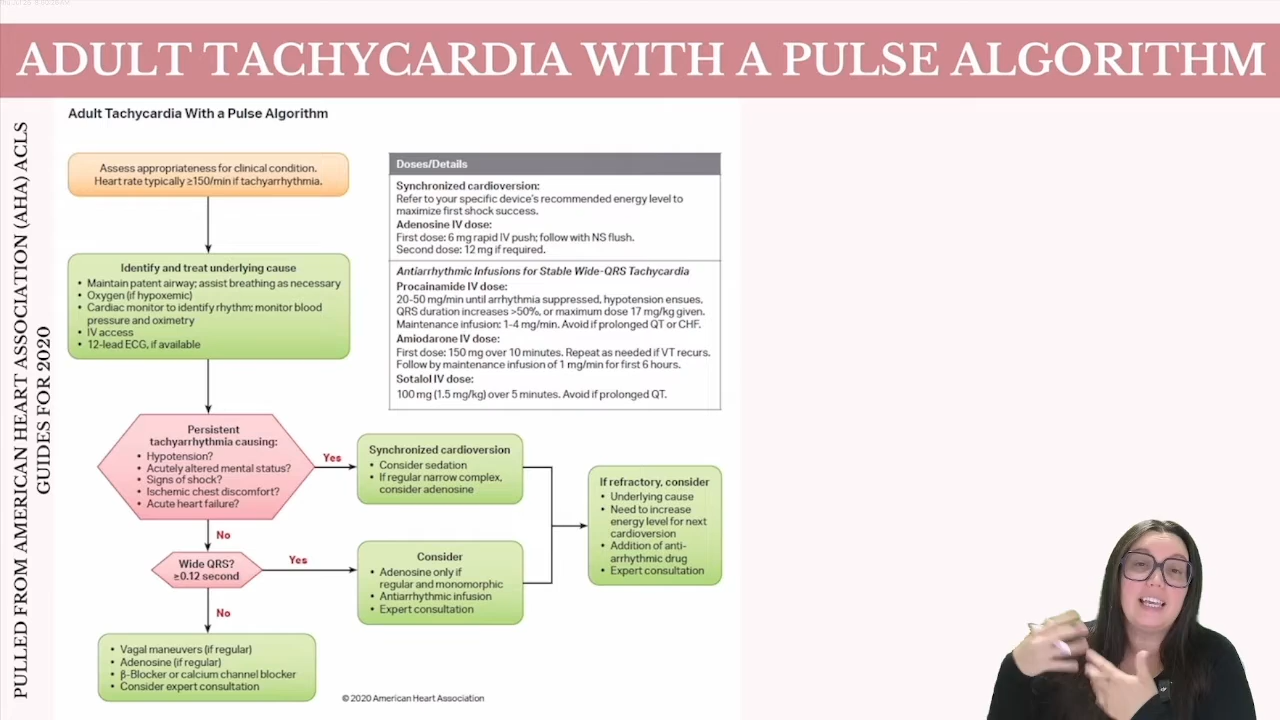 ADULT TACHYCARDIA WITH A PULSE ALGORITHM
PULLED FROM AMERICAN HEART ASSOCIATION (AHA) ACLS
GUIDES FOR 2020
Adult Tachycardia With a Pulse Algorithm
Assess appropriateness for clinical condition.
Heart rate typically ≥150/min if tachyarrhythmia.
Identify and treat underlying cause
• Maintain patent airway; assist breathing as necessary
• Oxygen (if hypoxemic)
• Cardiac monitor to identify rhythm; monitor blood
pressure and oximetry
• IV access
• 12-lead ECG, if available
Persistent
tachyarrhythmia causing:
• Hypotension?
• Acutely altered mental status?
• Signs of shock?
• Ischemic chest discomfort?
• Acute heart failure?
Yes
Synchronized cardioversion
• Consider sedation
• If regular narrow complex,
consider adenosine
No
Wide QRS?
≥0.12 second
Yes
Consider
• Adenosine only if
regular and monomorphic
• Antiarrhythmic infusion
• Expert consultation
If refractory, consider
• Underlying cause
• Need to increase
energy level for next
cardioversion
• Addition of anti-
arrhythmic drug
• Expert consultation
No
• Vagal maneuvers (if regular)
• Adenosine (if regular)
• β-Blocker or calcium channel blocker
• Consider expert consultation
Doses/Details
Synchronized cardioversion:
Refer to your specific device's recommended energy level to
maximize first shock success.
Adenosine IV dose:
First dose: 6 mg rapid IV push; follow with NS flush.
Second dose: 12 mg if required.
Antiarrhythmic Infusions for Stable Wide-QRS Tachycardia
Procainamide IV dose:
20-50 mg/min until arrhythmia suppressed, hypotension ensues,
QRS duration increases >50%, or maximum dose 17 mg/kg given.
Maintenance infusion: 1-4 mg/min. Avoid if prolonged QT or CHF.
Amiodarone IV dose:
First dose: 150 mg over 10 minutes. Repeat as needed if VT recurs.
Follow by maintenance infusion of 1 mg/min for first 6 hours.
Sotalol IV dose:
100 mg (1.5 mg/kg) over 5 minutes. Avoid if prolonged QT.
© 2020 American Heart Association